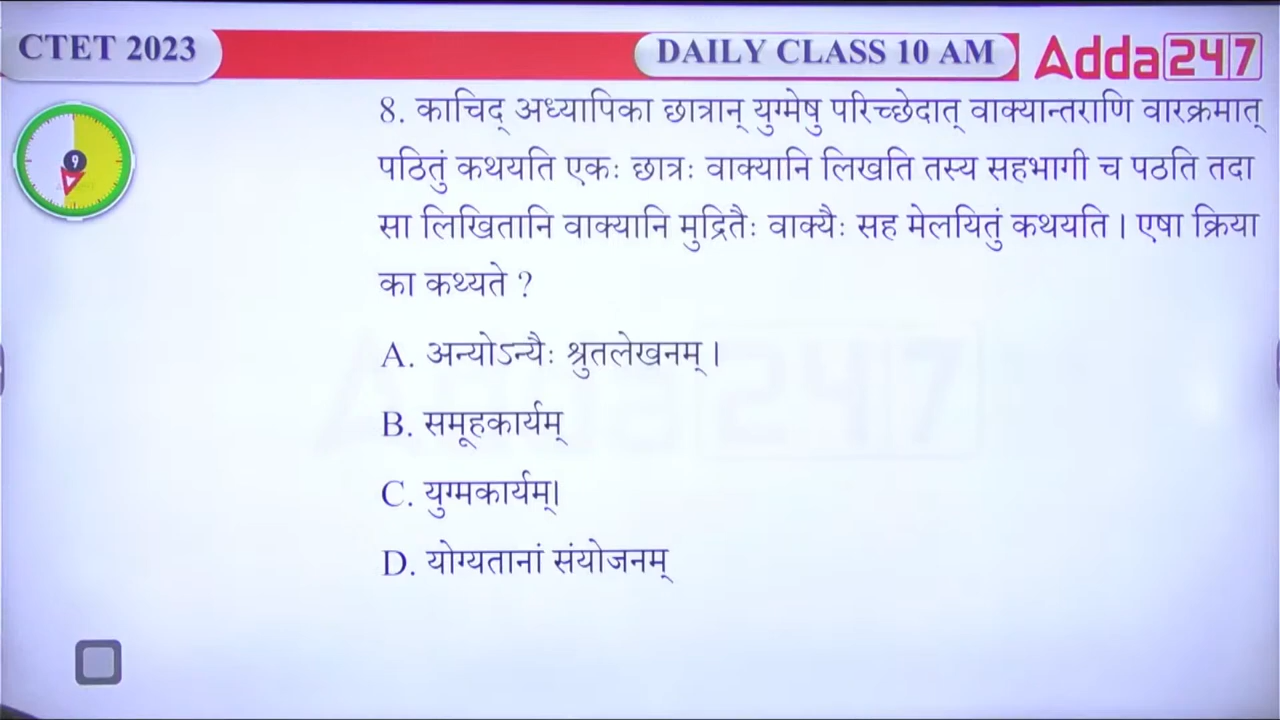 CTET 2023
DAILY CLASS 10 AM
Adda247
9
8. काचिद् अध्यापिका छात्रान् युग्मेषु परिच्छेदात् वाक्यान्तराणि वारक्रमात्
पठितुं कथयति एकः छात्रः वाक्यानि लिखति तस्य सहभागी च पठति तदा
सा लिखितानि वाक्यानि मुद्रितैः वाक्यैः सह मेलयितुं कथयति । एषा क्रिया
का कथ्यते ?
A. अन्योऽन्यैः श्रुतलेखनम् ।
B. समूहकार्यम्
C. युग्मकार्यम्।
D. योग्यतानां संयोजनम्